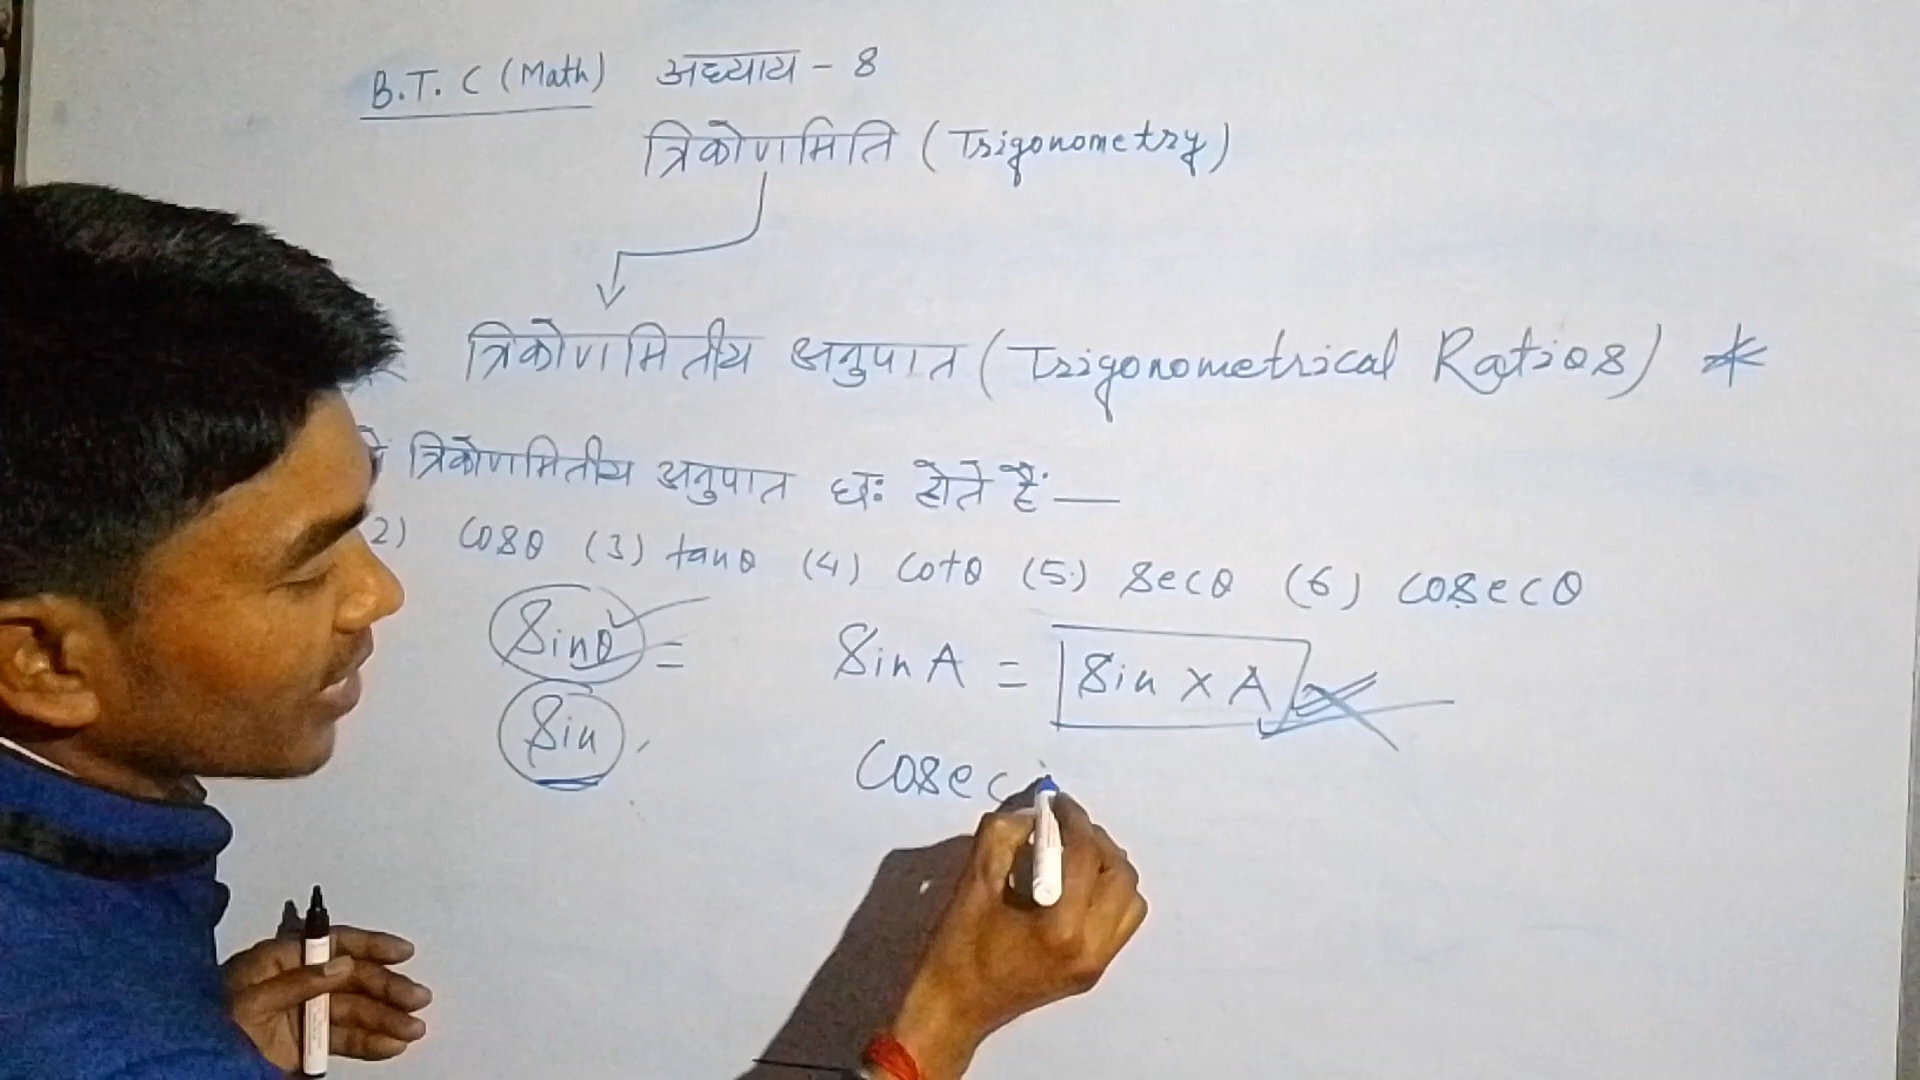 B.T.C (Math) अध्याय - 8
त्रिकोणमिति (Trigonometry)
त्रिकोणमितीय अनुपात (Trigonometrical Ratios) *
त्रिकोणमितीय अनुपात छः होते हैं —
2) cosθ (3) tanθ (4) cotθ (5) secθ (6) cosecθ
Sinθ = Sin A = Sin × A
Sin Cosec